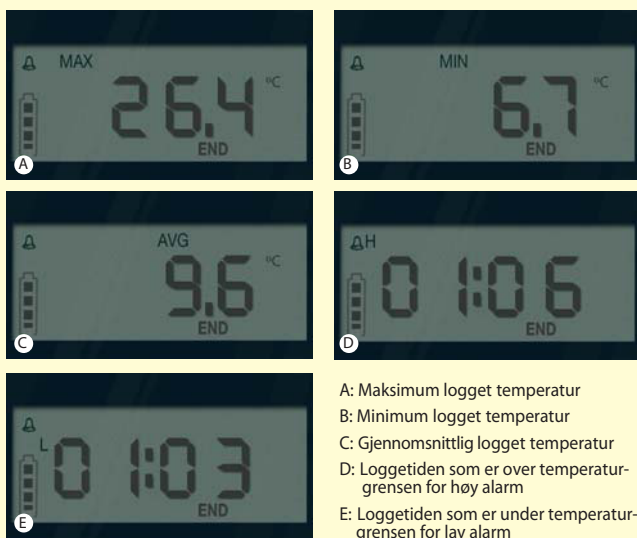 MAX
26.4 °C
END
A
MIN
6.7 °C
END
B
AVG
9.6 °C
END
C
H
01:06
END
D
L
01:03
END
E
A: Maksimum logget temperatur
B: Minimum logget temperatur
C: Gjennomsnittlig logget temperatur
D: Loggetiden som er over temperatur-
grensen for høy alarm
E: Loggetiden som er under temperatur-
grensen for lav alarm